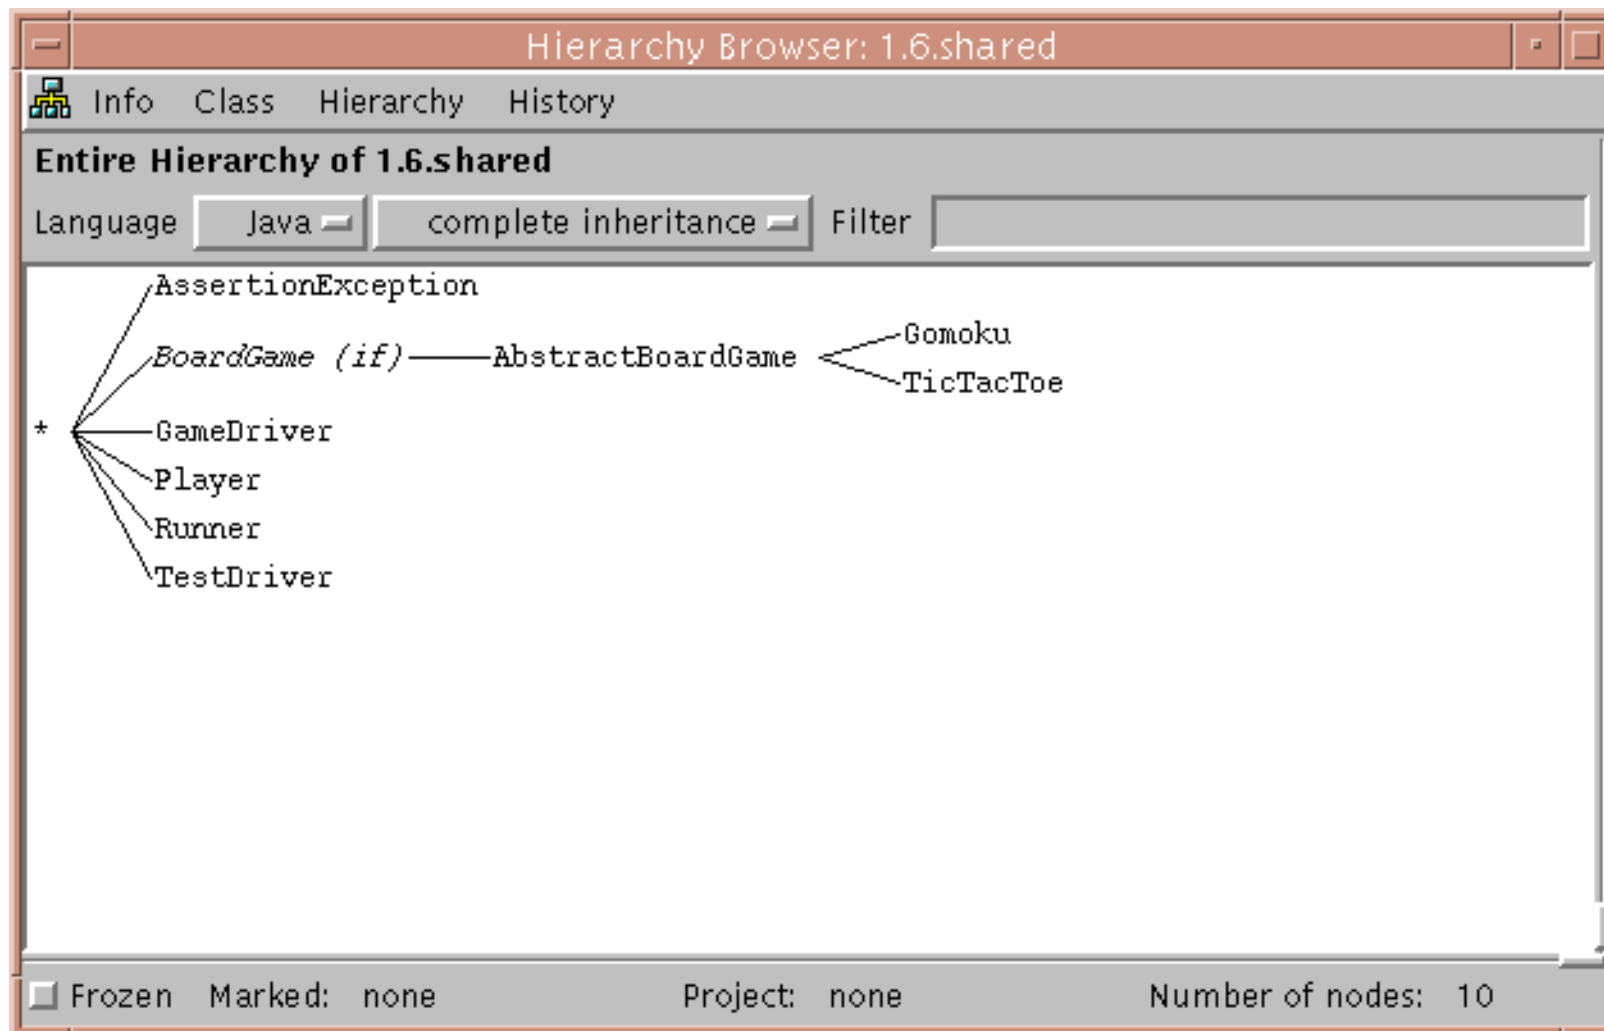 Hierarchy Browser: 1.6.shared
Info Class Hierarchy History
Entire Hierarchy of 1.6.shared
Language Java complete inheritance Filter
AssertionException
Gomoku
BoardGame (if) AbstractBoardGame
TicTacToe
* GameDriver
Player
Runner
TestDriver
Frozen Marked: none Project: none Number of nodes: 10